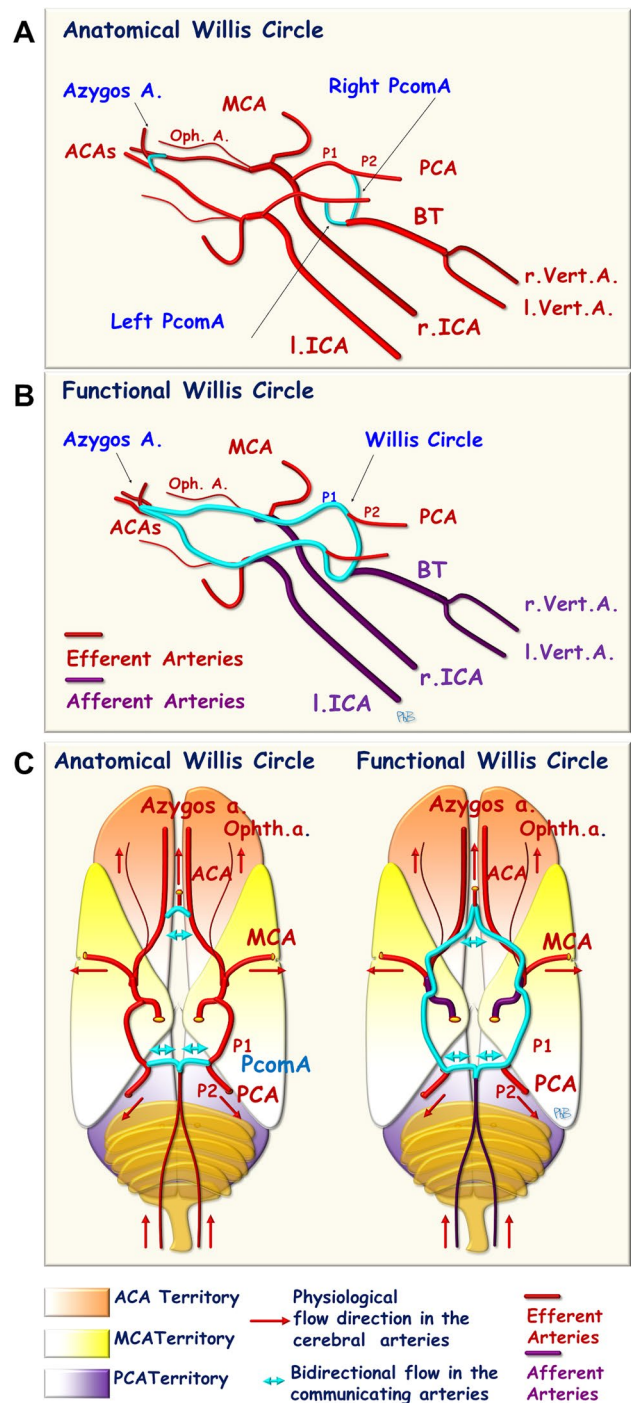 A
Anatomical Willis Circle
Azygos A.
MCA
Right PcomA
Oph. A.
ACAs
P1
P2
PCA
BT
r.Vert.A.
l.Vert.A.
Left PcomA
r.ICA
l.ICA
B
Functional Willis Circle
Azygos A.
MCA
Willis Circle
Oph. A.
P1
P2
PCA
ACAs
BT
r.Vert.A.
l.Vert.A.
Efferent Arteries
r.ICA
Afferent Arteries
l.ICA
PhB
C
Anatomical Willis Circle
Functional Willis Circle
Azygos a.
Ophth.a.
ACA
MCA
P1
PcomA
P2
PCA
Azygos a.
Ophth.a.
ACA
MCA
P1
P2
PCA
PhB
ACA Territory
MCATerritory
PCATerritory
Physiological
flow direction in the
cerebral arteries
Bidirectional flow in the
communicating arteries
Efferent
Arteries
Afferent
Arteries